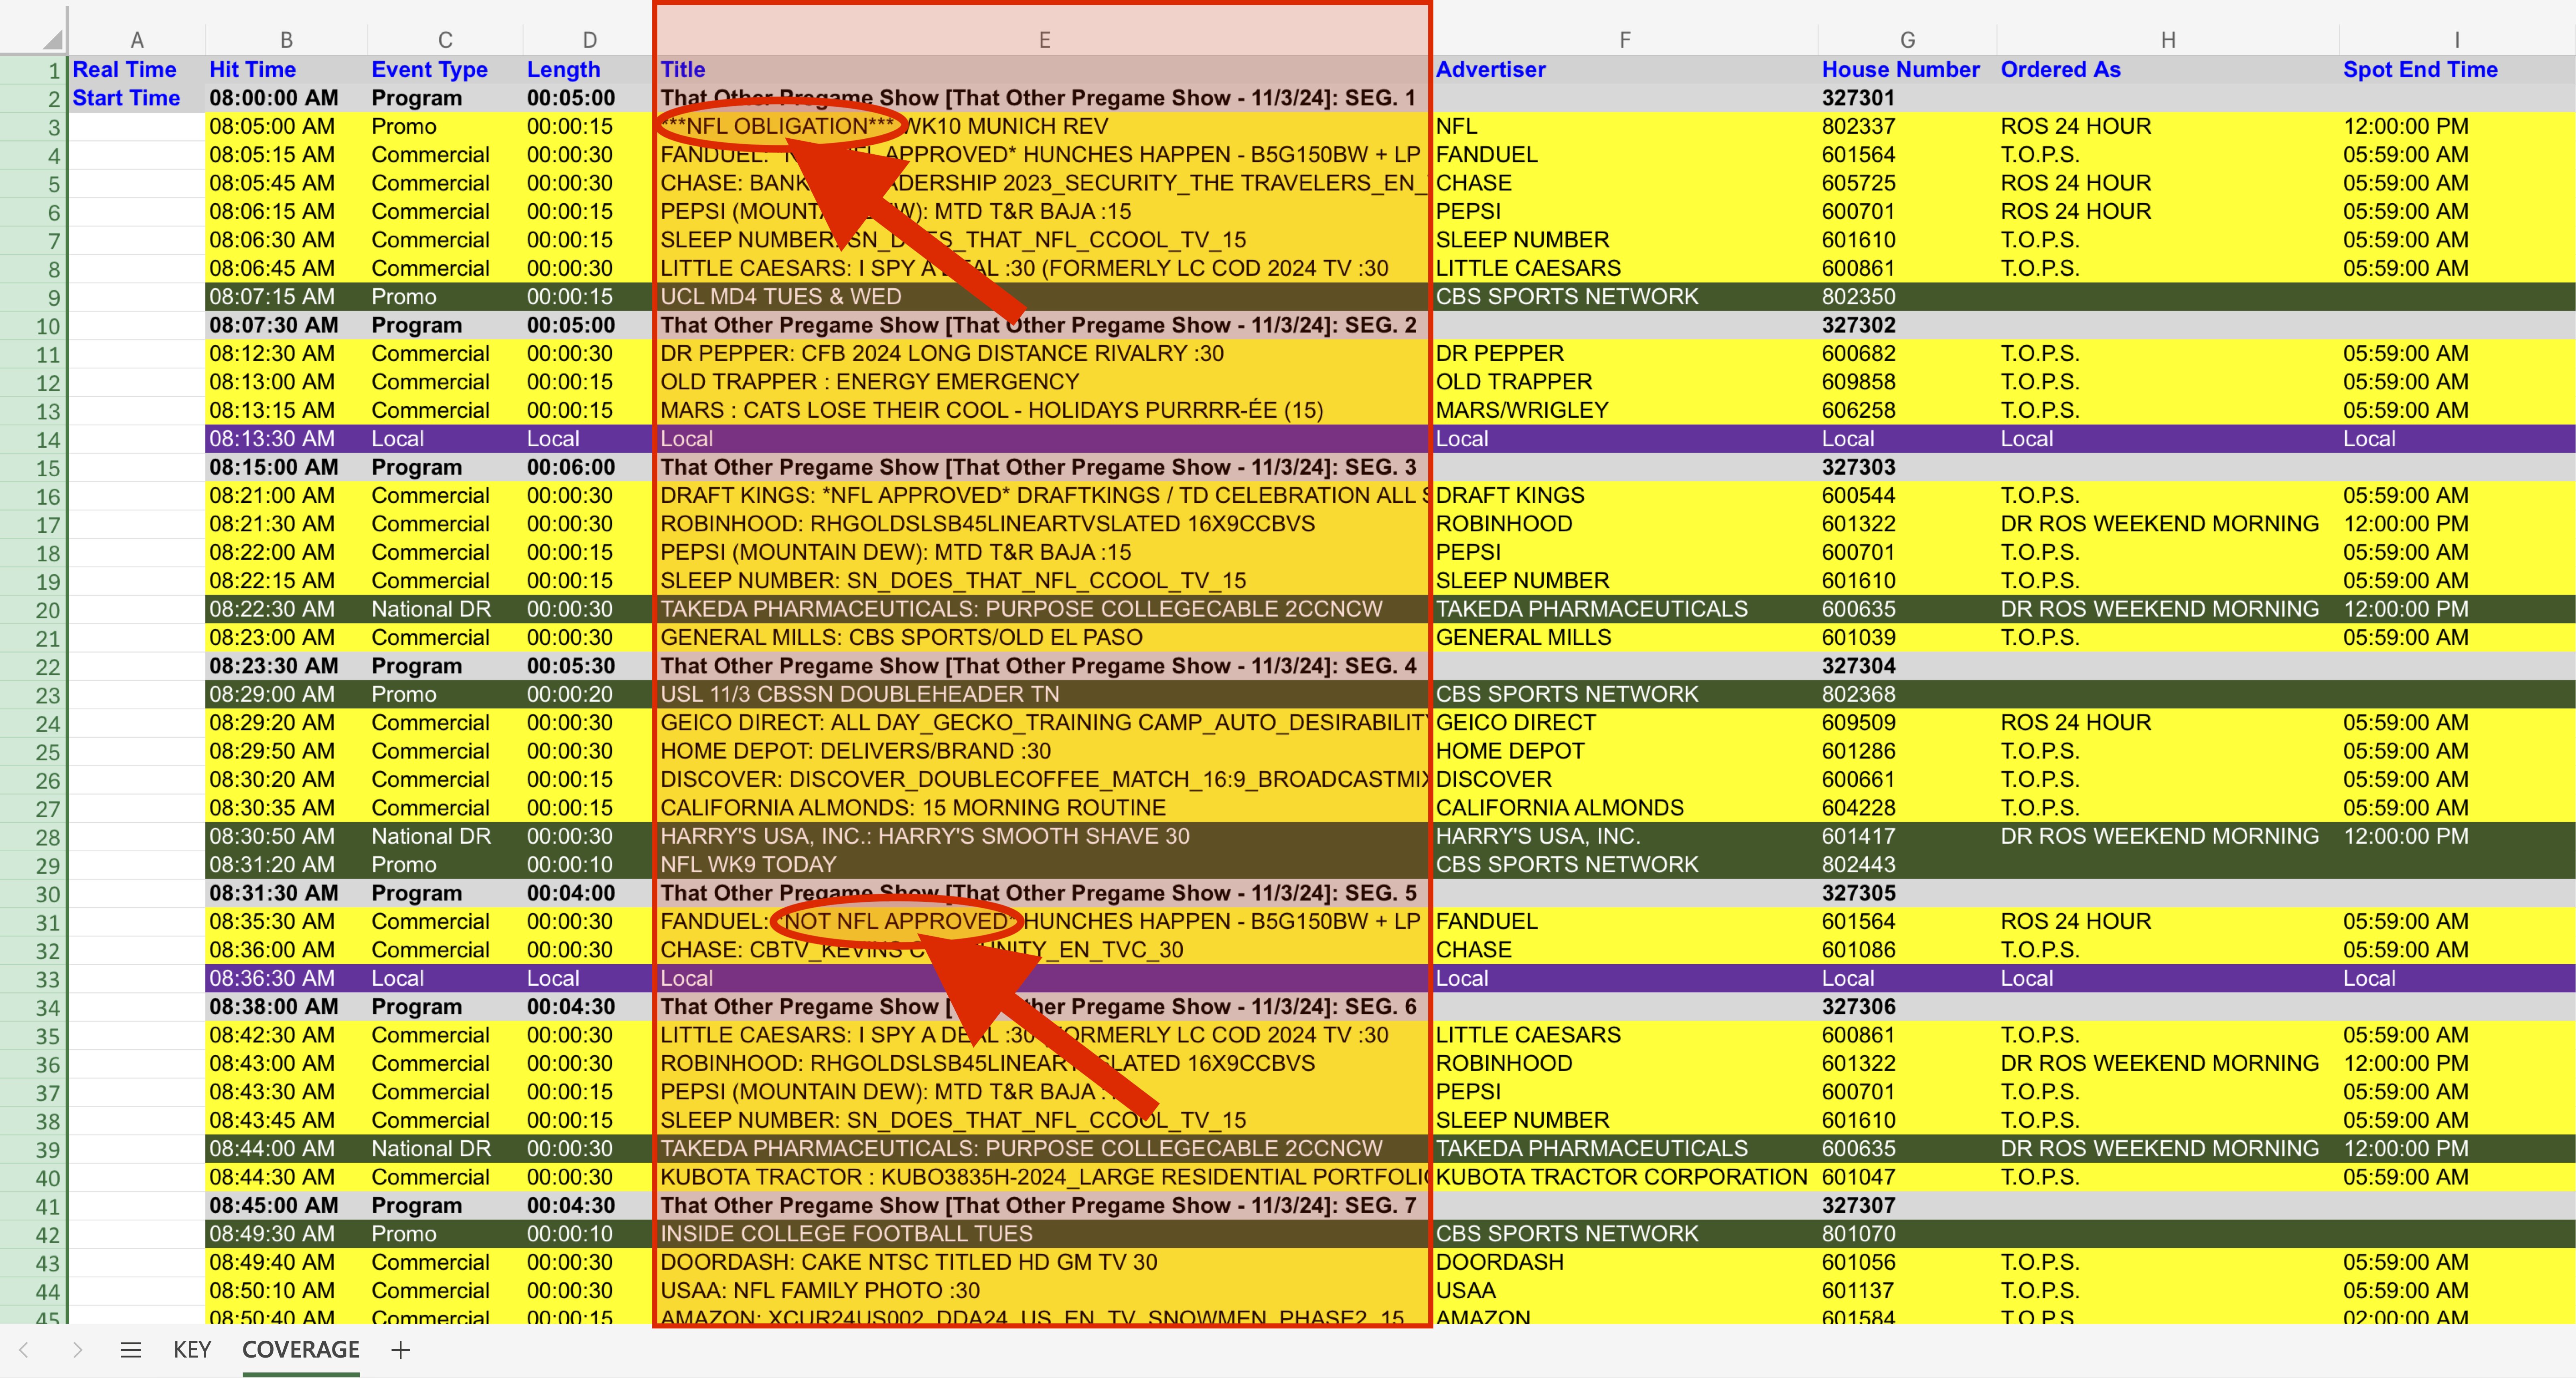 A B C D E F G H I
1 Real Time Hit Time Event Type Length Title Advertiser House Number Ordered As Spot End Time
2 Start Time 08:00:00 AM Program 00:05:00 That Other Pregame Show [That Other Pregame Show - 11/3/24]: SEG. 1 327301
3 08:05:00 AM Promo 00:00:15 ***NFL OBLIGATION*** WK10 MUNICH REV NFL 802337 ROS 24 HOUR 12:00:00 PM
4 08:05:15 AM Commercial 00:00:30 FANDUEL: APPROVED* HUNCHES HAPPEN - B5G150BW + LP FANDUEL 601564 T.O.P.S. 05:59:00 AM
5 08:05:45 AM Commercial 00:00:30 CHASE: BANK 2023_SECURITY_THE TRAVELERS_EN_ CHASE 605725 ROS 24 HOUR 05:59:00 AM
6 08:06:15 AM Commercial 00:00:15 PEPSI (MOUNTAIN DEW): MTD T&R BAJA :15 PEPSI 600701 ROS 24 HOUR 05:59:00 AM
7 08:06:30 AM Commercial 00:00:15 SLEEP NUMBER: SN_DOES_THAT_NFL_CCOOL_TV_15 SLEEP NUMBER 601610 T.O.P.S. 05:59:00 AM
8 08:06:45 AM Commercial 00:00:30 LITTLE CAESARS: I SPY A DEAL :30 (FORMERLY LC COD 2024 TV :30 LITTLE CAESARS 600861 T.O.P.S. 05:59:00 AM
9 08:07:15 AM Promo 00:00:15 UCL MD4 TUES & WED CBS SPORTS NETWORK 802350
10 08:07:30 AM Program 00:05:00 That Other Pregame Show [That Other Pregame Show - 11/3/24]: SEG. 2 327302
11 08:12:30 AM Commercial 00:00:30 DR PEPPER: CFB 2024 LONG DISTANCE RIVALRY :30 DR PEPPER 600682 T.O.P.S. 05:59:00 AM
12 08:13:00 AM Commercial 00:00:15 OLD TRAPPER : ENERGY EMERGENCY OLD TRAPPER 609858 T.O.P.S. 05:59:00 AM
13 08:13:15 AM Commercial 00:00:15 MARS : CATS LOSE THEIR COOL - HOLIDAYS PURRRR-ÉE (15) MARS/WRIGLEY 606258 T.O.P.S. 05:59:00 AM
14 08:13:30 AM Local Local Local Local Local Local Local
15 08:15:00 AM Program 00:06:00 That Other Pregame Show [That Other Pregame Show - 11/3/24]: SEG. 3 327303
16 08:21:00 AM Commercial 00:00:30 DRAFT KINGS: *NFL APPROVED* DRAFTKINGS / TD CELEBRATION ALL S DRAFT KINGS 600544 T.O.P.S. 05:59:00 AM
17 08:21:30 AM Commercial 00:00:30 ROBINHOOD: RHGOLDSLSB45LINEARTVSLATED 16X9CCBVS ROBINHOOD 601322 DR ROS WEEKEND MORNING 12:00:00 PM
18 08:22:00 AM Commercial 00:00:15 PEPSI (MOUNTAIN DEW): MTD T&R BAJA :15 PEPSI 600701 T.O.P.S. 05:59:00 AM
19 08:22:15 AM Commercial 00:00:15 SLEEP NUMBER: SN_DOES_THAT_NFL_CCOOL_TV_15 SLEEP NUMBER 601610 T.O.P.S. 05:59:00 AM
20 08:22:30 AM National DR 00:00:30 TAKEDA PHARMACEUTICALS: PURPOSE COLLEGECABLE 2CCNCW TAKEDA PHARMACEUTICALS 600635 DR ROS WEEKEND MORNING 12:00:00 PM
21 08:23:00 AM Commercial 00:00:30 GENERAL MILLS: CBS SPORTS/OLD EL PASO GENERAL MILLS 601039 T.O.P.S. 05:59:00 AM
22 08:23:30 AM Program 00:05:30 That Other Pregame Show [That Other Pregame Show - 11/3/24]: SEG. 4 327304
23 08:29:00 AM Promo 00:00:20 USL 11/3 CBSSN DOUBLEHEADER TN CBS SPORTS NETWORK 802368
24 08:29:20 AM Commercial 00:00:30 GEICO DIRECT: ALL DAY_GECKO_TRAINING CAMP_AUTO_DESIRABILITY GEICO DIRECT 609509 ROS 24 HOUR 05:59:00 AM
25 08:29:50 AM Commercial 00:00:30 HOME DEPOT: DELIVERS/BRAND :30 HOME DEPOT 601286 T.O.P.S. 05:59:00 AM
26 08:30:20 AM Commercial 00:00:15 DISCOVER: DISCOVER_DOUBLECOFFEE_MATCH_16:9_BROADCASTMIX DISCOVER 600661 T.O.P.S. 05:59:00 AM
27 08:30:35 AM Commercial 00:00:15 CALIFORNIA ALMONDS: 15 MORNING ROUTINE CALIFORNIA ALMONDS 604228 T.O.P.S. 05:59:00 AM
28 08:30:50 AM National DR 00:00:30 HARRY'S USA, INC.: HARRY'S SMOOTH SHAVE 30 HARRY'S USA, INC. 601417 DR ROS WEEKEND MORNING 12:00:00 PM
29 08:31:20 AM Promo 00:00:10 NFL WK9 TODAY CBS SPORTS NETWORK 802443
30 08:31:30 AM Program 00:04:00 That Other Pregame Show [That Other Pregame Show - 11/3/24]: SEG. 5 327305
31 08:35:30 AM Commercial 00:00:30 FANDUEL: *NOT NFL APPROVED* HUNCHES HAPPEN - B5G150BW + LP FANDUEL 601564 ROS 24 HOUR 05:59:00 AM
32 08:36:00 AM Commercial 00:00:30 CHASE: CBTV_KEVINS COMMUNITY_EN_TVC_30 CHASE 601086 T.O.P.S. 05:59:00 AM
33 08:36:30 AM Local Local Local Local Local Local Local
34 08:38:00 AM Program 00:04:30 That Other Pregame Show [That Other Pregame Show - 11/3/24]: SEG. 6 327306
35 08:42:30 AM Commercial 00:00:30 LITTLE CAESARS: I SPY A DEAL :30 (FORMERLY LC COD 2024 TV :30 LITTLE CAESARS 600861 T.O.P.S. 05:59:00 AM
36 08:43:00 AM Commercial 00:00:30 ROBINHOOD: RHGOLDSLSB45LINEARTVSLATED 16X9CCBVS ROBINHOOD 601322 DR ROS WEEKEND MORNING 12:00:00 PM
37 08:43:30 AM Commercial 00:00:15 PEPSI (MOUNTAIN DEW): MTD T&R BAJA :15 PEPSI 600701 T.O.P.S. 05:59:00 AM
38 08:43:45 AM Commercial 00:00:15 SLEEP NUMBER: SN_DOES_THAT_NFL_CCOOL_TV_15 SLEEP NUMBER 601610 T.O.P.S. 05:59:00 AM
39 08:44:00 AM National DR 00:00:30 TAKEDA PHARMACEUTICALS: PURPOSE COLLEGECABLE 2CCNCW TAKEDA PHARMACEUTICALS 600635 DR ROS WEEKEND MORNING 12:00:00 PM
40 08:44:30 AM Commercial 00:00:30 KUBOTA TRACTOR : KUBO3835H-2024_LARGE RESIDENTIAL PORTFOLIO KUBOTA TRACTOR CORPORATION 601047 T.O.P.S. 05:59:00 AM
41 08:45:00 AM Program 00:04:30 That Other Pregame Show [That Other Pregame Show - 11/3/24]: SEG. 7 327307
42 08:49:30 AM Promo 00:00:10 INSIDE COLLEGE FOOTBALL TUES CBS SPORTS NETWORK 801070
43 08:49:40 AM Commercial 00:00:30 DOORDASH: CAKE NTSC TITLED HD GM TV 30 DOORDASH 601056 T.O.P.S. 05:59:00 AM
44 08:50:10 AM Commercial 00:00:30 USAA: NFL FAMILY PHOTO :30 USAA 601137 T.O.P.S. 05:59:00 AM
45 08:50:40 AM Commercial 00:00:15 AMAZON: XCUR24US002_DDA24_US_EN_TV_SNOWMEN_PHASE2_15 AMAZON 601584 T.O.P.S. 02:00:00 AM
KEY COVERAGE +